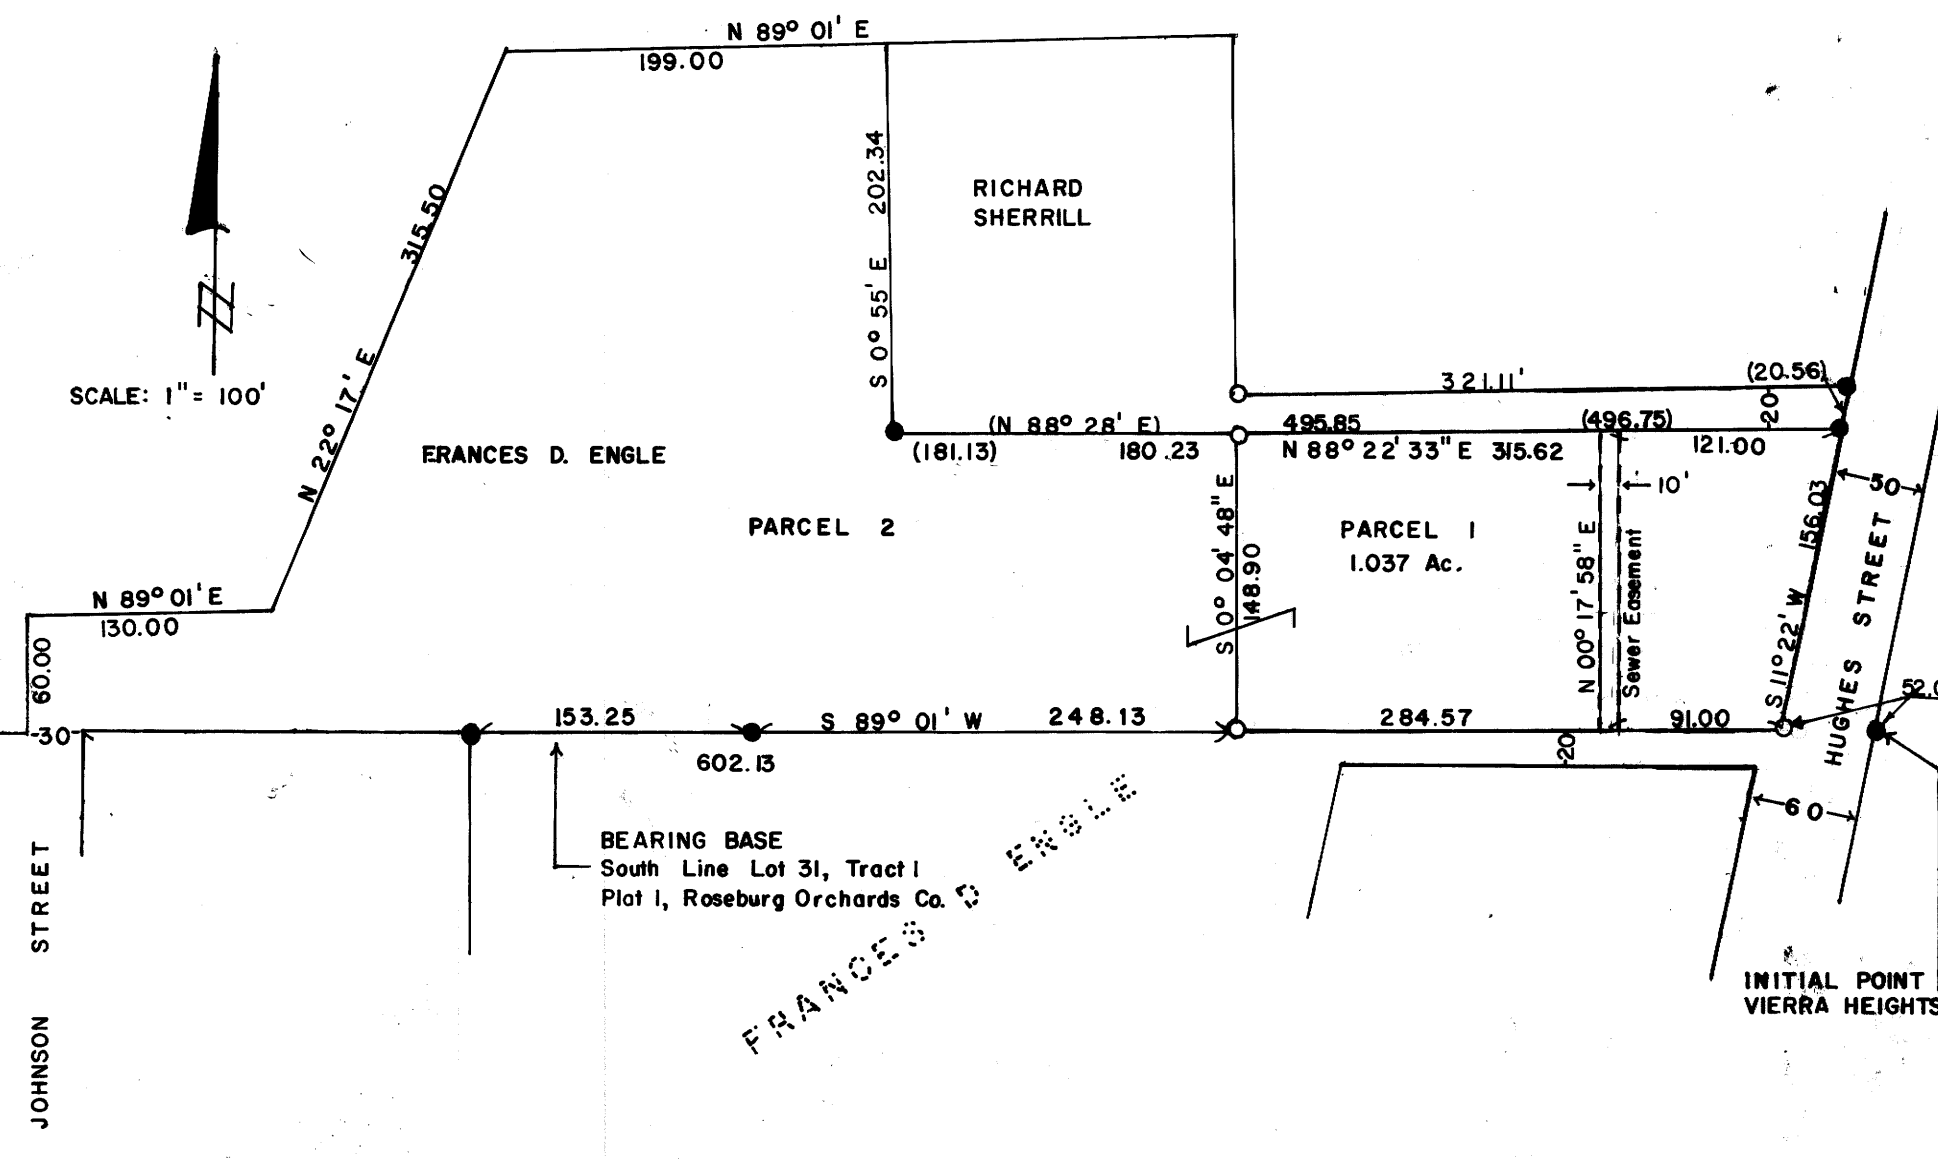 N 89° 01' E
199.00
S 0° 55' E 202.34
RICHARD
SHERRILL
315.50
N 22° 17' E
SCALE: 1" = 100'
321.11'
(20.56)
20
(N 88° 28' E)
495.85
(496.75)
(181.13)
180.23
N 88° 22' 33" E 315.62
121.00
FRANCES D. ENGLE
10'
50
PARCEL 2
PARCEL 1
1.037 Ac.
S 0° 04' 48" E
148.90
N 00° 17' 58" E
Sewer Easement
156.03
S 11° 22' W
HUGHES STREET
N 89° 01' E
130.00
60.00
30
153.25
S 89° 01' W
248.13
284.57
91.00
602.13
20
60
BEARING BASE
South Line Lot 31, Tract 1
Plat 1, Roseburg Orchards Co.
FRANCES D ENGLE
JOHNSON STREET
INITIAL POINT
VIERRA HEIGHTS